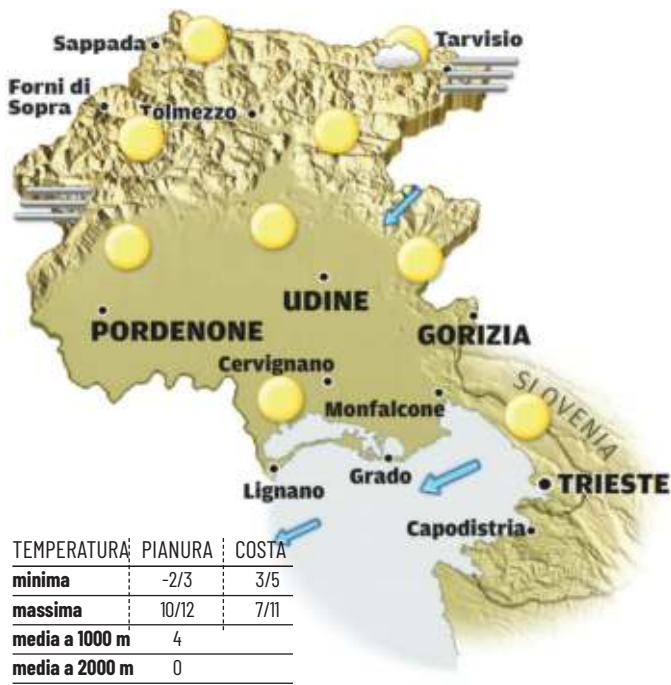 Sappada
Tarvisio
Forni di
Sopra
Tolmezzo
UDINE
PORDENONE
GORIZIA
Cervignano
SLOVENIA
Monfalcone
Grado
Lignano
TRIESTE
Capodistria
TEMPERATURA PIANURA COSTA
minima -2/3 3/5
massima 10/12 7/11
media a 1000 m 4
media a 2000 m 0